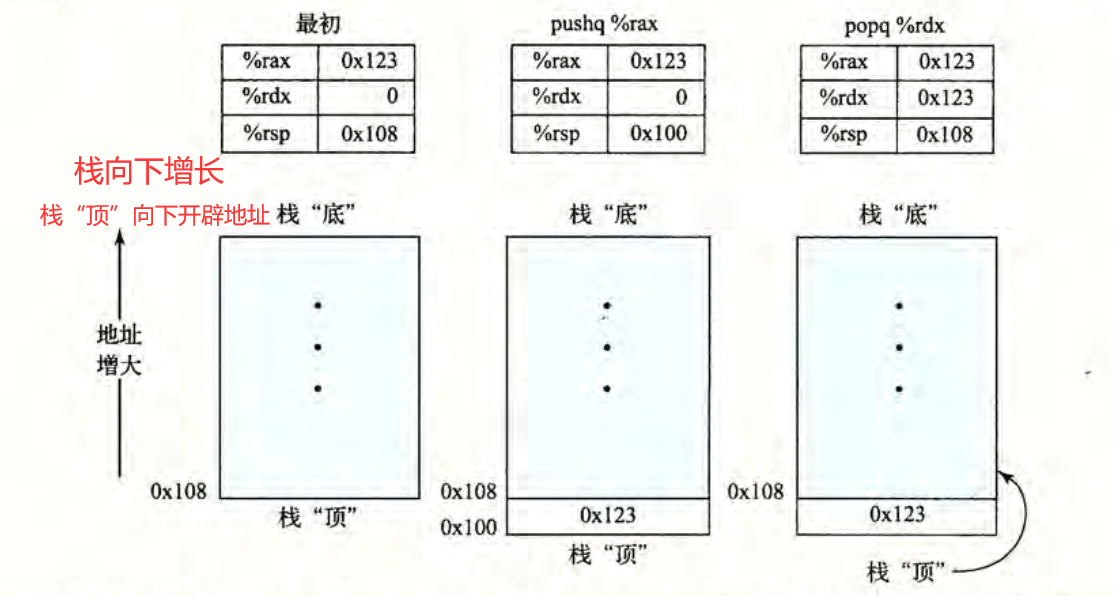 最初
%rax 0x123
%rdx 0
%rsp 0x108
pushq %rax
%rax 0x123
%rdx 0
%rsp 0x100
popq %rdx
%rax 0x123
%rdx 0x123
%rsp 0x108
栈向下增长
栈“顶”向下开辟地址
地址
增大
栈“底”
0x108
栈“顶”
栈“底”
0x108
0x100
0x123
栈“顶”
栈“底”
0x108
0x123
栈“顶”